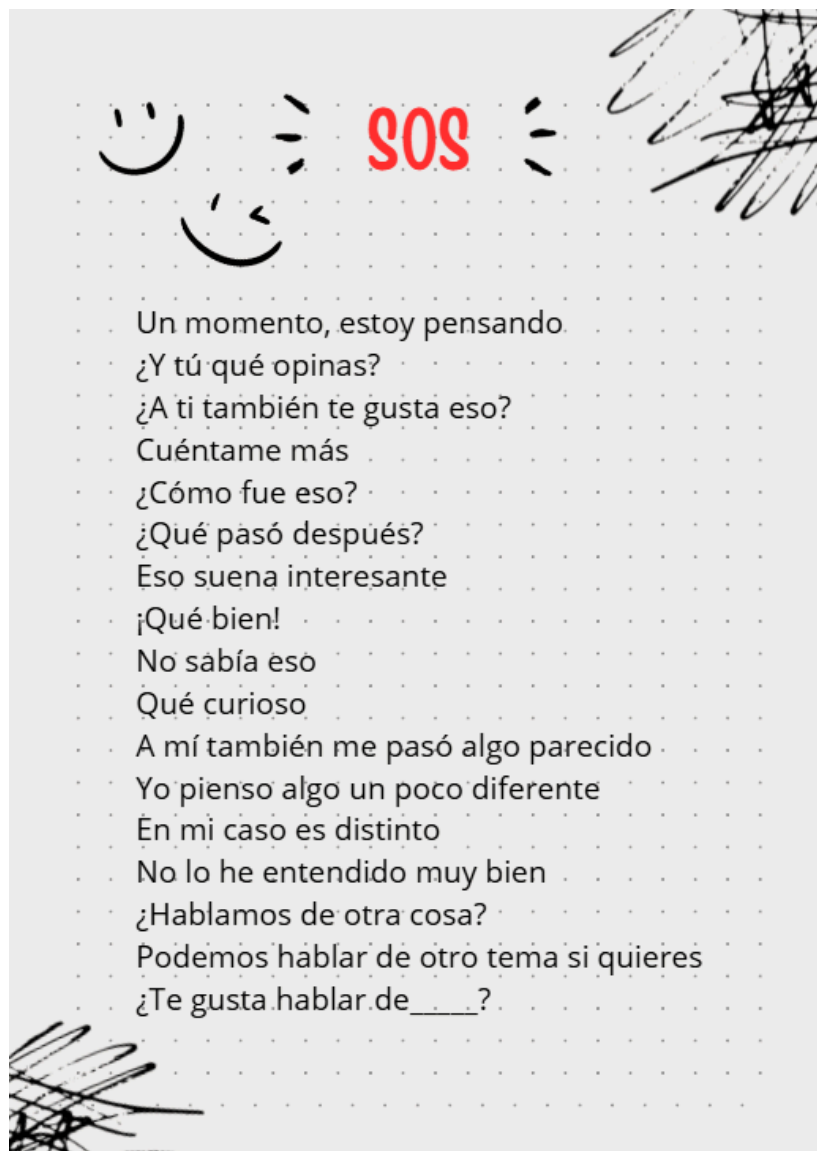 SOS
Un momento, estoy pensando
¿Y tú qué opinas?
¿A ti también te gusta eso?
Cuéntame más
¿Cómo fue eso?
¿Qué pasó después?
Eso suena interesante
¡Qué bien!
No sabía eso
Qué curioso
A mí también me pasó algo parecido
Yo pienso algo un poco diferente
En mi caso es distinto
No lo he entendido muy bien
¿Hablamos de otra cosa?
Podemos hablar de otro tema si quieres
¿Te gusta hablar de_____?